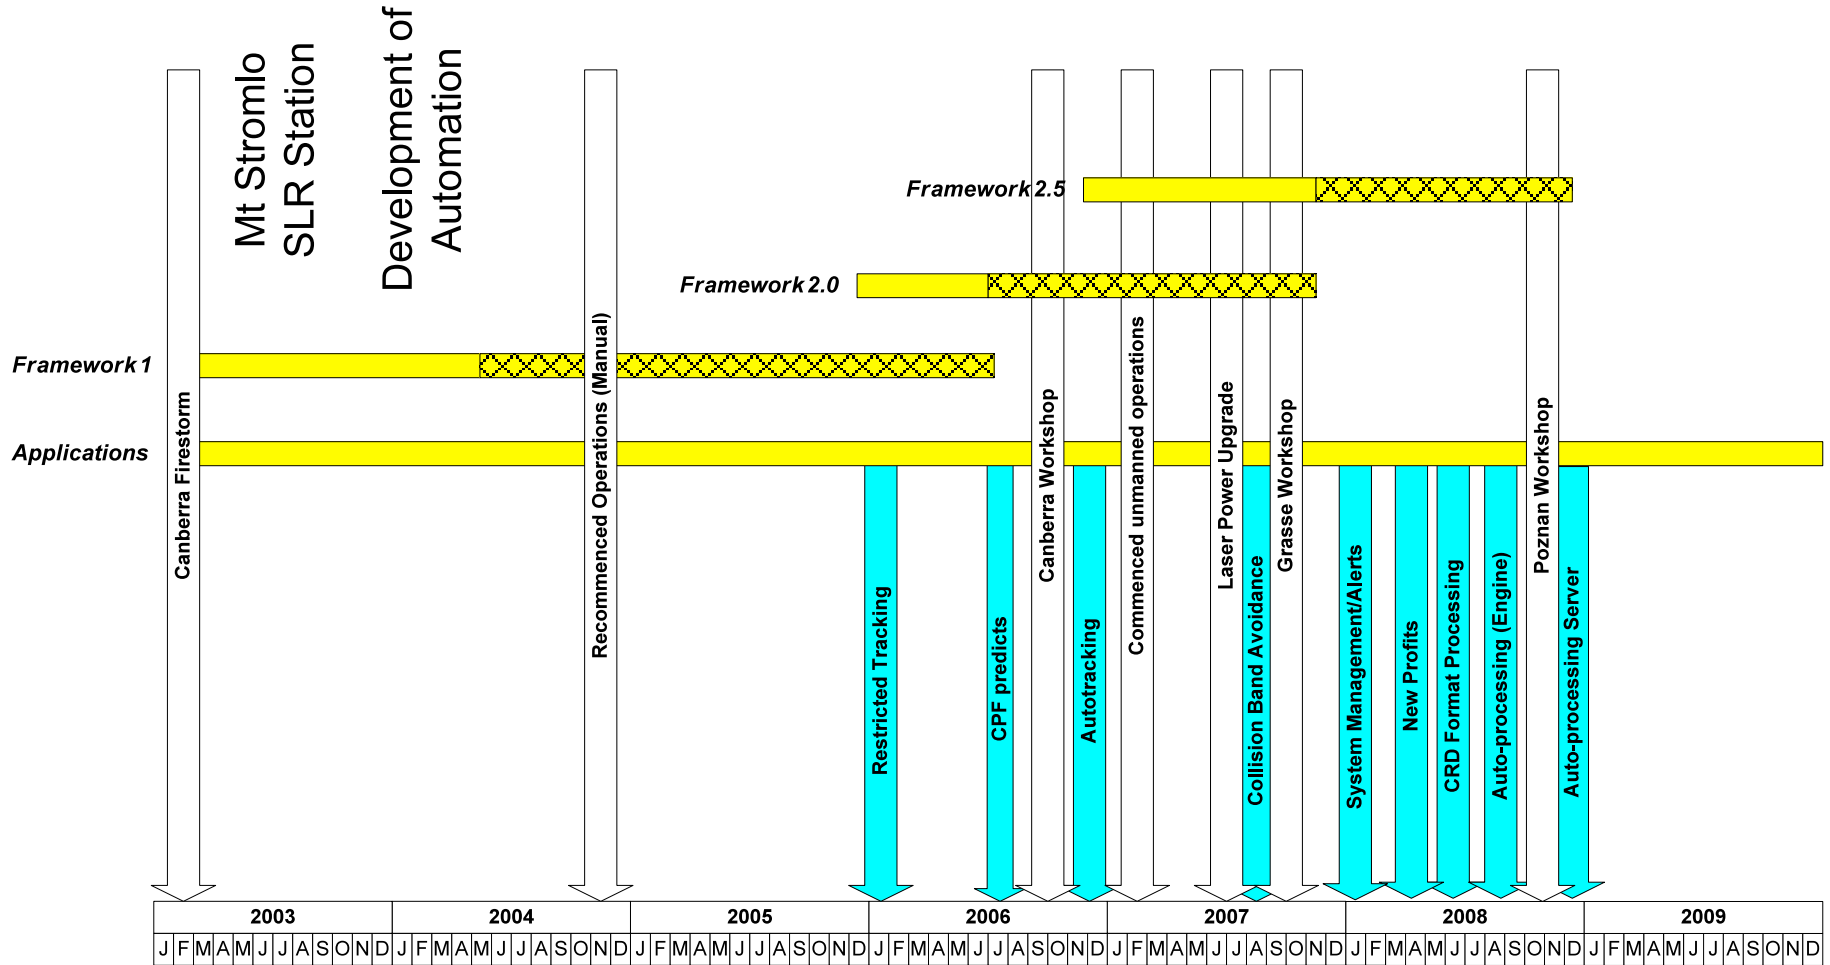 Mt Stromlo
SLR Station
Development of
Automation
Framework 2.5
Framework 2.0
Framework 1
Applications
Canberra Firestorm
Recommenced Operations (Manual)
Restricted Tracking
CPF predicts
Canberra Workshop
Autotracking
Commenced unmanned operations
Laser Power Upgrade
Collision Band Avoidance
Grasse Workshop
System Management/Alerts
New Profits
CRD Format Processing
Auto-processing (Engine)
Poznan Workshop
Auto-processing Server
2003 2004 2005 2006 2007 2008 2009
J F M A M J J A S O N D J F M A M J J A S O N D J F M A M J J A S O N D J F M A M J J A S O N D J F M A M J J A S O N D J F M A M J J A S O N D J F M A M J J A S O N D